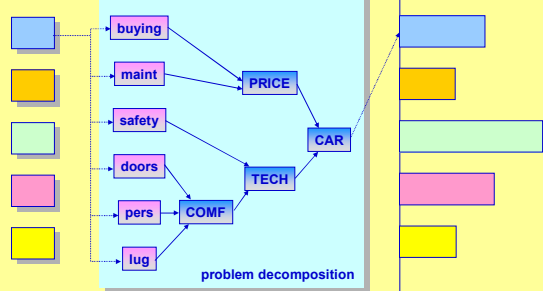 buying
maint
PRICE
safety
CAR
doors
TECH
pers
COMF
lug
problem decomposition